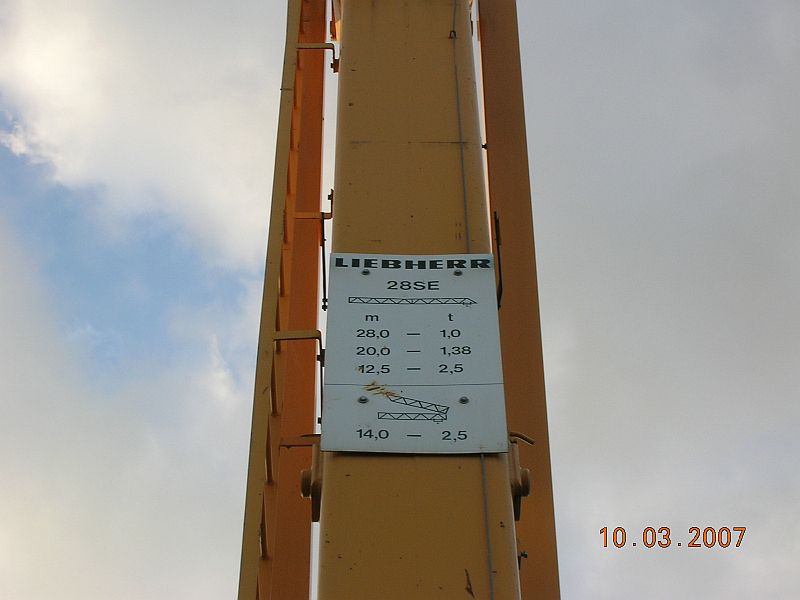 LIEBHERR
28SE
m t
28,0 — 1,0
20,0 — 1,38
12,5 — 2,5
14,0 — 2,5
10.03.2007